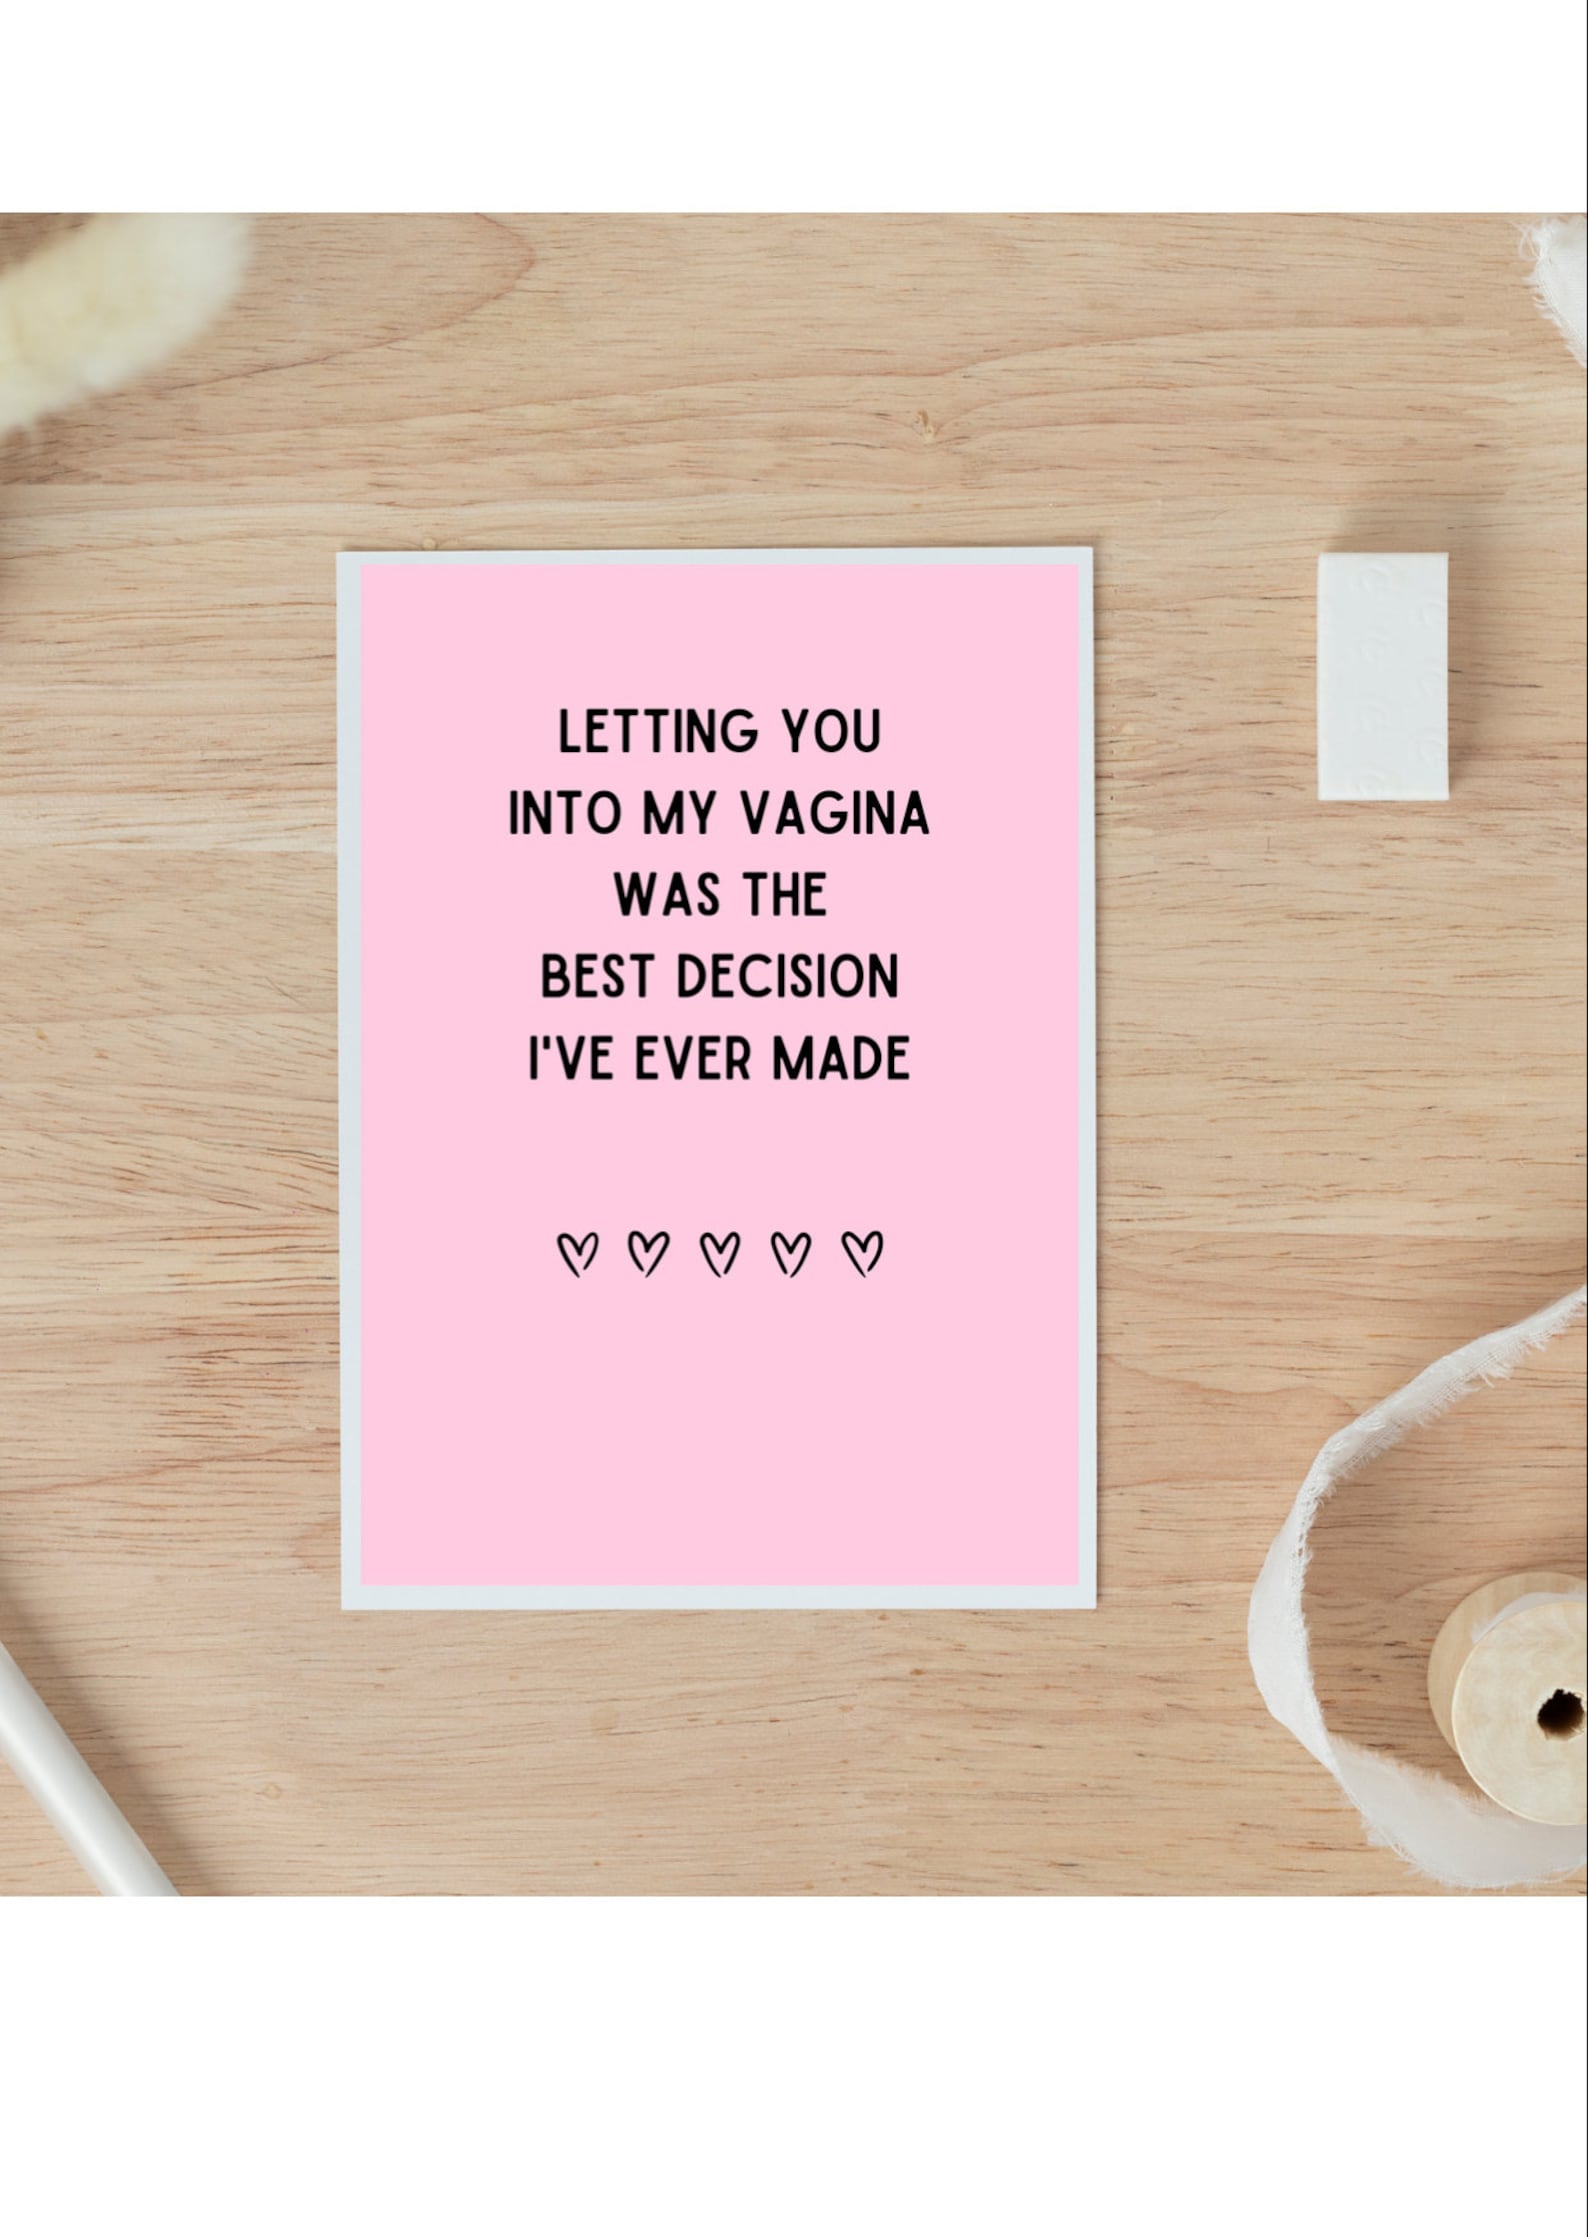 LETTING YOU
INTO MY VAGINA
WAS THE
BEST DECISION
I'VE EVER MADE